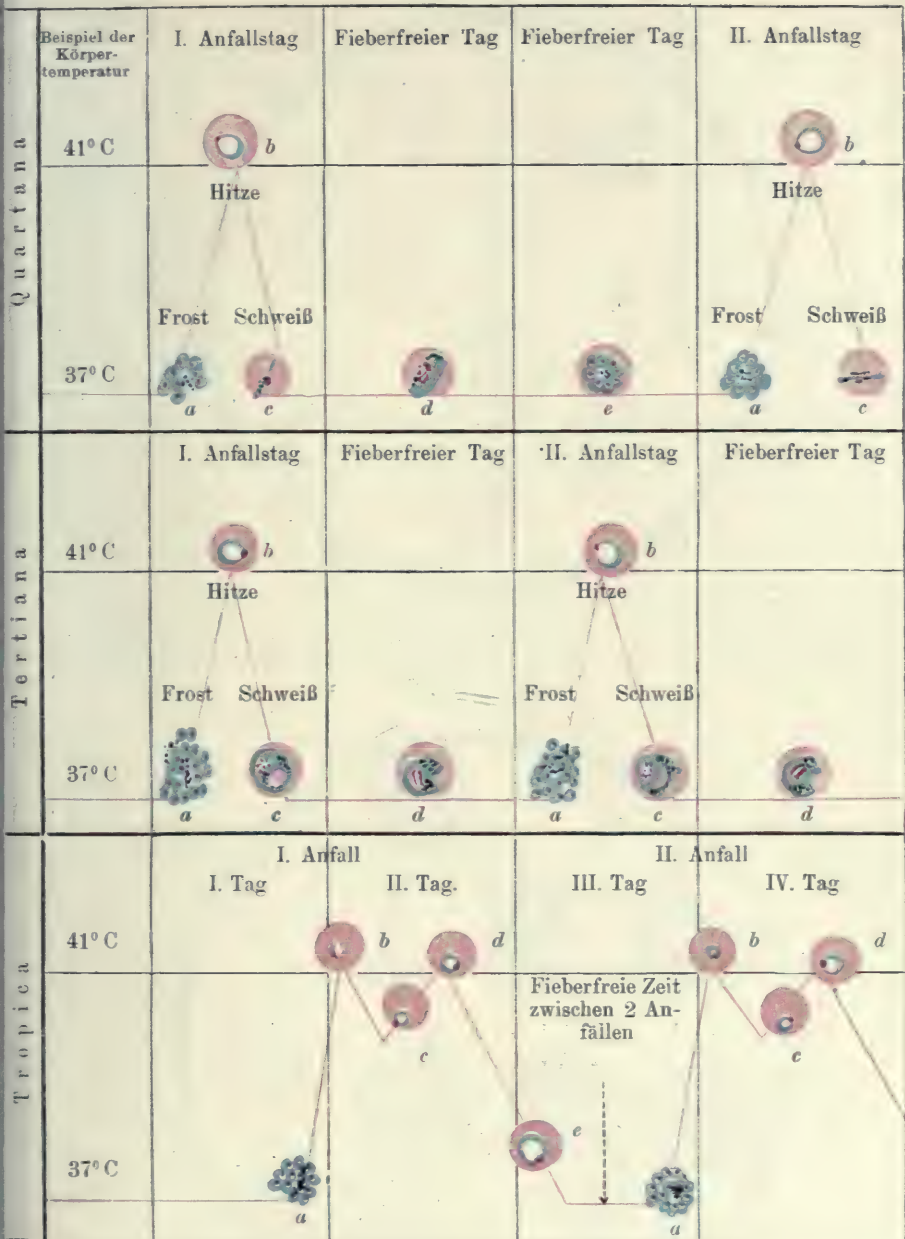 Beispiel der
Körper-
temperatur
I. Anfallstag
Fieberfreier Tag
Fieberfreier Tag
II. Anfallstag
Quartana
41° C
b
b
Hitze
Hitze
Frost Schweiß
Frost Schweiß
37° C
a
c
d
e
a
c
I. Anfallstag
Fieberfreier Tag
II. Anfallstag
Fieberfreier Tag
Tertiana
41° C
b
b
Hitze
Hitze
Frost Schweiß
Frost Schweiß
37° C
a
c
d
a
c
d
I. Anfall
II. Anfall
I. Tag
II. Tag.
III. Tag
IV. Tag
Tropica
41° C
b
d
b
d
Fieberfreie Zeit
zwischen 2 An-
fällen
c
c
e
37° C
a
a